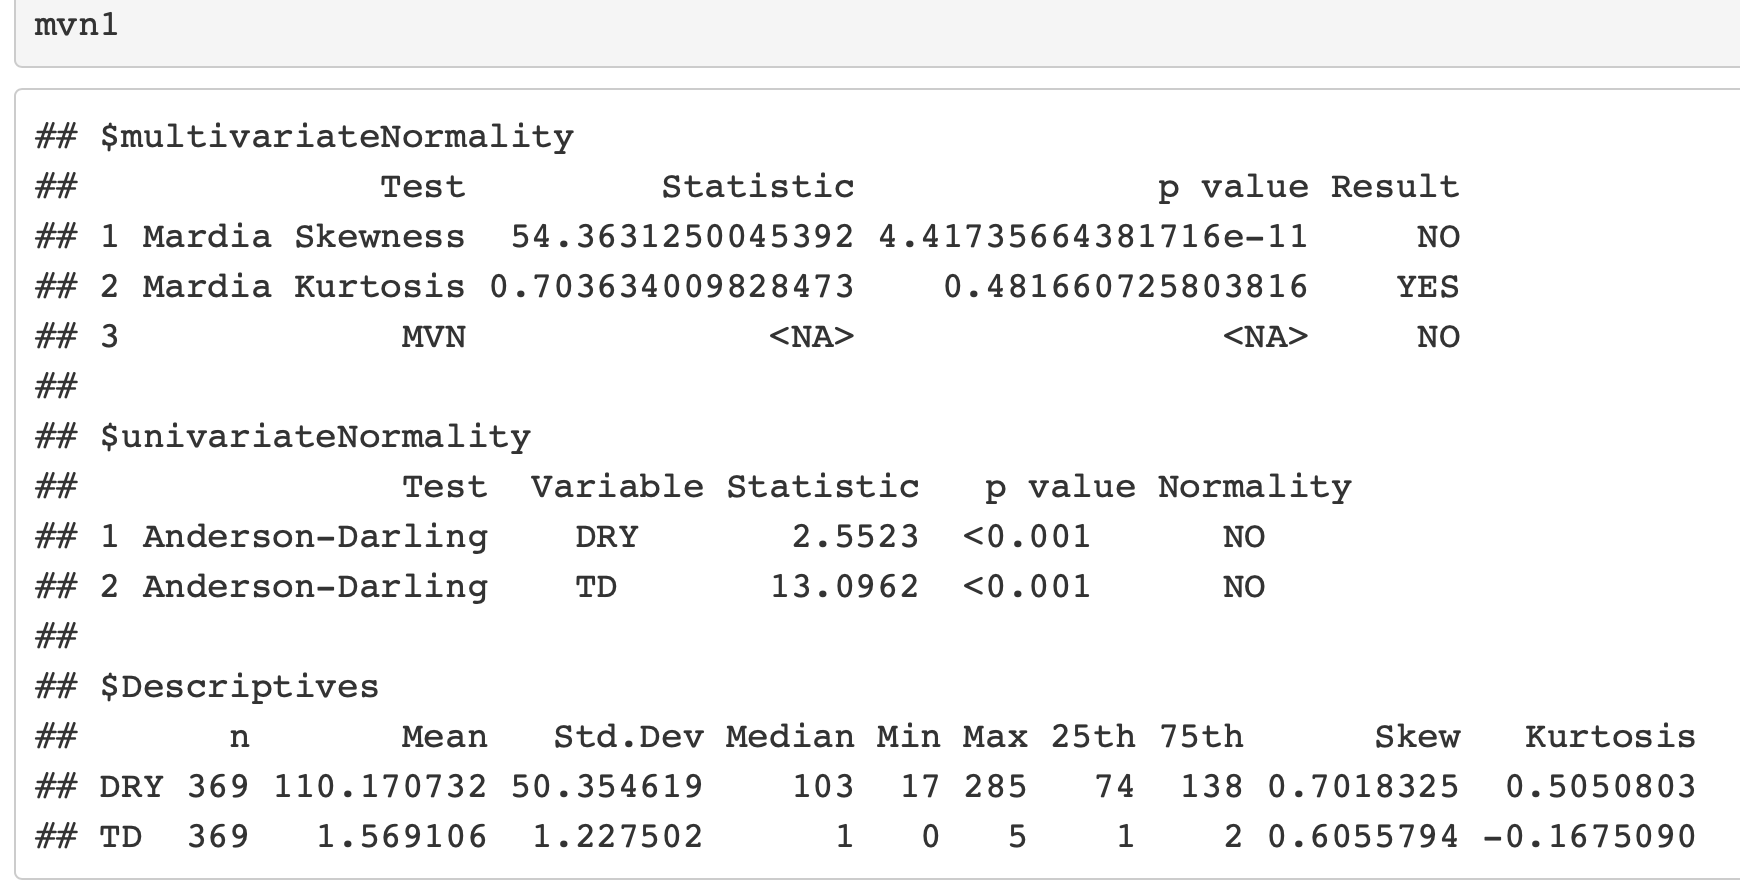 mvn1
## $multivariateNormality
##              Test        Statistic              p value Result
## 1 Mardia Skewness  54.3631250045392 4.41735664381716e-11     NO
## 2 Mardia Kurtosis 0.703634009828473    0.481660725803816    YES
## 3             MVN              <NA>                 <NA>     NO
##
## $univariateNormality
##               Test  Variable Statistic   p value Normality
## 1 Anderson-Darling    DRY       2.5523  <0.001      NO
## 2 Anderson-Darling    TD       13.0962  <0.001      NO
##
## $Descriptives
##       n       Mean   Std.Dev Median Min Max 25th 75th      Skew   Kurtosis
## DRY 369 110.170732 50.354619    103  17 285   74  138 0.7018325  0.5050803
## TD  369   1.569106  1.227502      1   0   5    1    2 0.6055794 -0.1675090